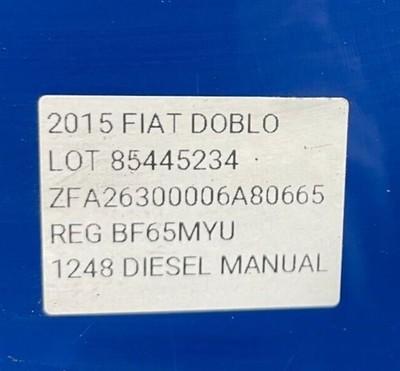 2015 FIAT DOBLO
LOT 85445234
ZFA26300006A80665
REG BF65MYU
1248 DIESEL MANUAL